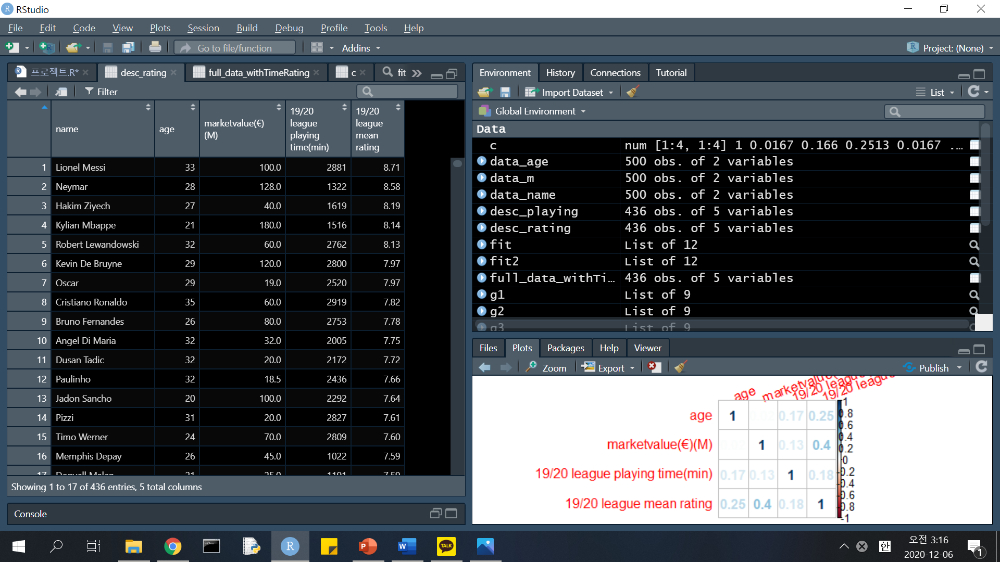 RStudio
File Edit Code View Plots Session Build Debug Profile Tools Help
Go to file/function Addins Project: (None)
프로젝트.R* desc_rating full_data_withTimeRating c fit
Filter
name age marketvalue(€)(M) 19/20 league playing time(min) 19/20 league mean rating
1 Lionel Messi 33 100.0 2881 8.71
2 Neymar 28 128.0 1322 8.58
3 Hakim Ziyech 27 40.0 1619 8.19
4 Kylian Mbappe 21 180.0 1516 8.14
5 Robert Lewandowski 32 60.0 2762 8.13
6 Kevin De Bruyne 29 120.0 2800 7.97
7 Oscar 29 19.0 2520 7.97
8 Cristiano Ronaldo 35 60.0 2919 7.82
9 Bruno Fernandes 26 80.0 2753 7.78
10 Angel Di Maria 32 32.0 2005 7.75
11 Dusan Tadic 32 20.0 2172 7.72
12 Paulinho 32 18.5 2436 7.66
13 Jadon Sancho 20 100.0 2292 7.64
14 Pizzi 31 20.0 2827 7.61
15 Timo Werner 24 70.0 2809 7.60
16 Memphis Depay 26 45.0 1022 7.59
Showing 1 to 17 of 436 entries, 5 total columns
Console
Environment History Connections Tutorial
Import Dataset List
Global Environment
Data
c num [1:4, 1:4] 1 0.0167 0.166 0.2513 0.0167 ...
data_age 500 obs. of 2 variables
data_m 500 obs. of 2 variables
data_name 500 obs. of 2 variables
desc_playing 436 obs. of 5 variables
desc_rating 436 obs. of 5 variables
fit List of 12
fit2 List of 12
full_data_withTi… 436 obs. of 5 variables
g1 List of 9
g2 List of 9
g3 List of 9
Files Plots Packages Help Viewer
Zoom Export Publish
age 19/20 league 19/20 league
age 1 0.02 0.17 0.25
marketvalue(€)(M) 0.02 1 0.13 0.4
19/20 league playing time(min) 0.17 0.13 1 0.18
19/20 league mean rating 0.25 0.4 0.18 1
1
0.8
0.6
0.4
0.2
0
-0.2
-0.4
-0.6
-0.8
-1
TALK
한
오전 3:16
2020-12-06
1